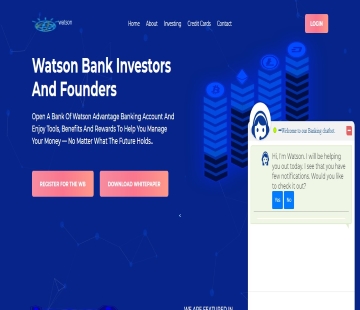 watson
Home About Investing Credit Cards Contact
LOGIN
Watson Bank Investors
And Founders
Open A Bank Of Watson Advantage Banking Account And
Enjoy Tools, Benefits And Rewards To Help You Manage
Your Money — No Matter What The Future Holds..
REGISTER FOR THE WB
DOWNLOAD WHITEPAPER
Welcome to our Banking chatbot
Hi, I'm Watson. I will be helping
you out today. I see that you have
few notifications. Would you like
to check it out?
Yes No
WE ARE FEATURED IN